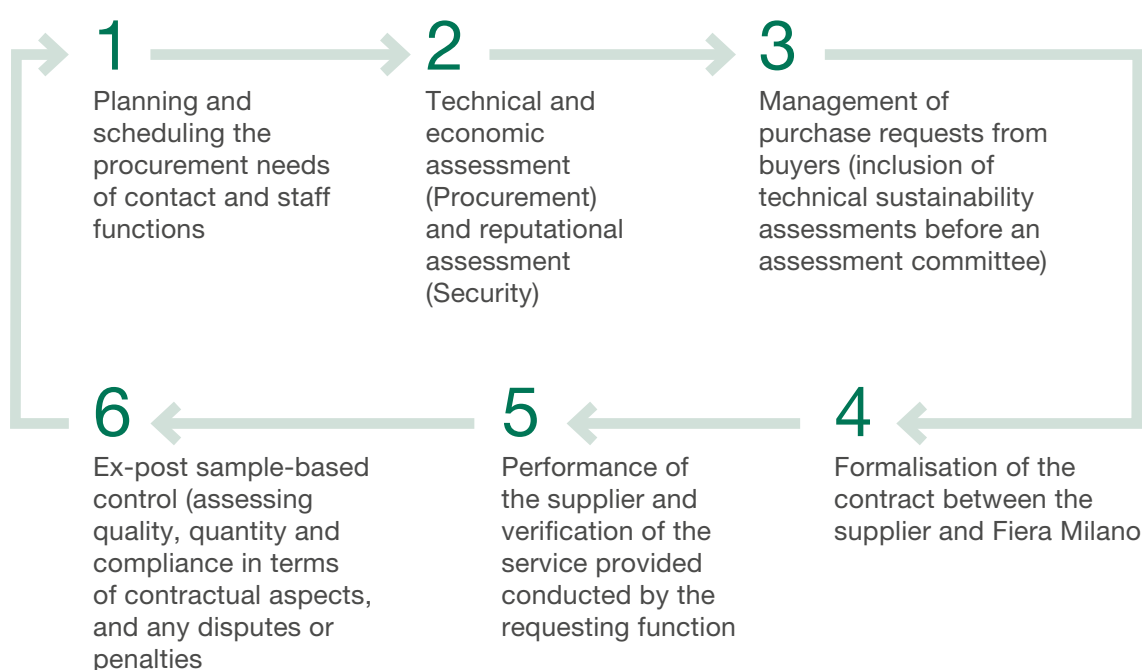 1
Planning and
scheduling the
procurement needs
of contact and staff
functions
2
Technical and
economic
assessment
(Procurement)
and reputational
assessment
(Security)
3
Management of
purchase requests from
buyers (inclusion of
technical sustainability
assessments before an
assessment committee)
4
Formalisation of the
contract between the
supplier and Fiera Milano
5
Performance of
the supplier and
verification of the
service provided
conducted by the
requesting function
6
Ex-post sample-based
control (assessing
quality, quantity and
compliance in terms
of contractual aspects,
and any disputes or
penalties